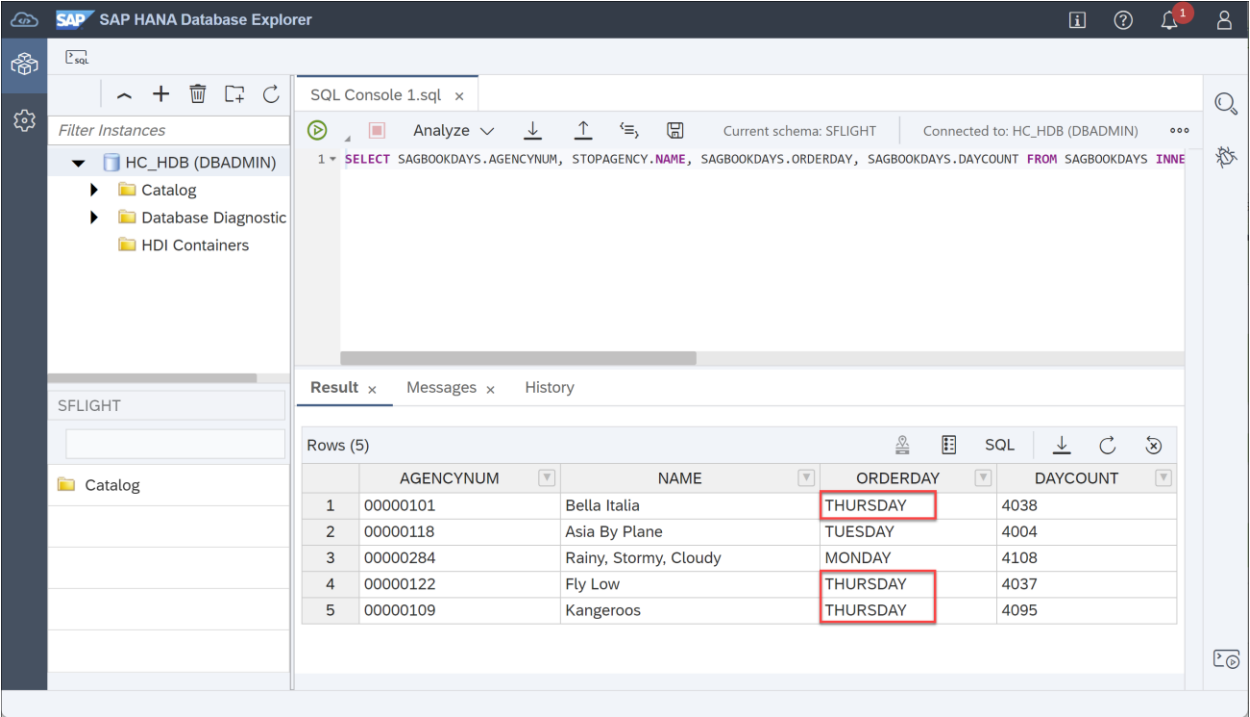 SAP SAP HANA Database Explorer
1
SQL
SQL Console 1.sql ×
Filter Instances
Analyze
Current schema: SFLIGHT
Connected to: HC_HDB (DBADMIN)
1 SELECT SAGBOOKDAYS.AGENCYNUM, STOPAGENCY.NAME, SAGBOOKDAYS.ORDERDAY, SAGBOOKDAYS.DAYCOUNT FROM SAGBOOKDAYS INNE
HC_HDB (DBADMIN)
Catalog
Database Diagnostic
HDI Containers
SFLIGHT
Catalog
Result × Messages × History
Rows (5) SQL
AGENCYNUM NAME ORDERDAY DAYCOUNT
1 00000101 Bella Italia THURSDAY 4038
2 00000118 Asia By Plane TUESDAY 4004
3 00000284 Rainy, Stormy, Cloudy MONDAY 4108
4 00000122 Fly Low THURSDAY 4037
5 00000109 Kangeroos THURSDAY 4095